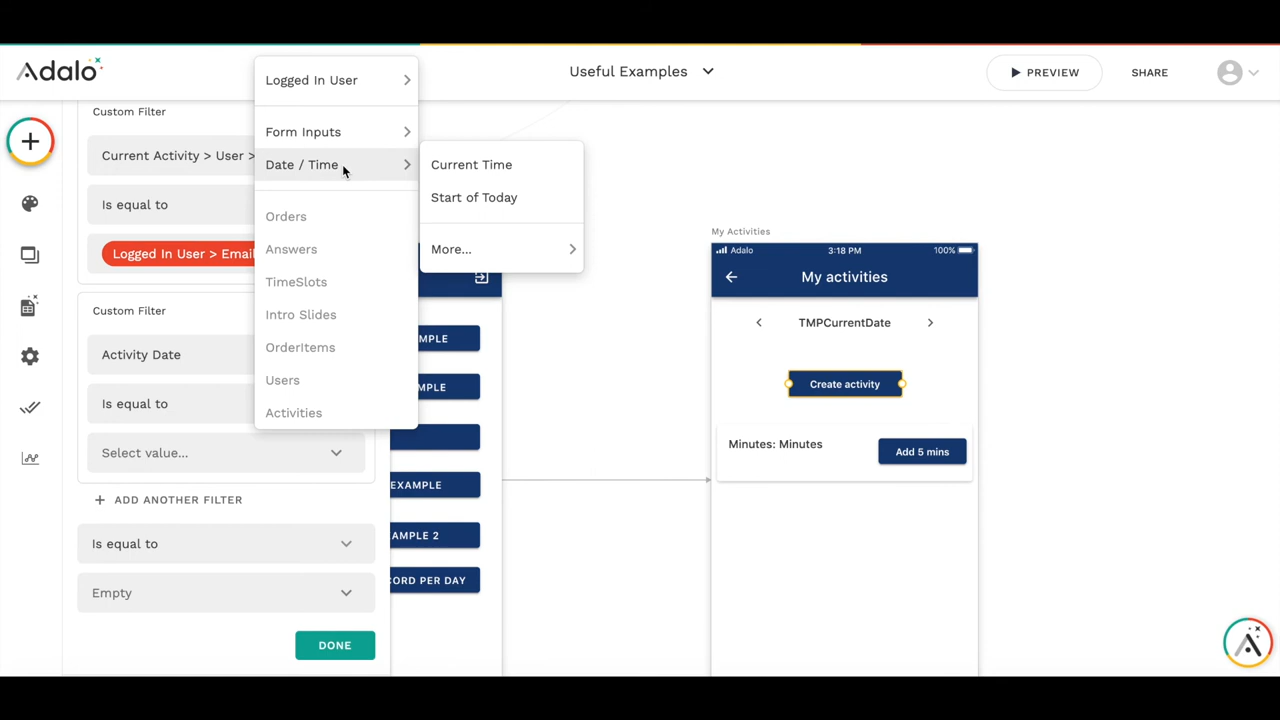 Adalo
Useful Examples
PREVIEW
SHARE
Custom Filter
Current Activity > User >
Is equal to
Logged In User > Email
Custom Filter
Activity Date
Is equal to
Select value...
+ ADD ANOTHER FILTER
Is equal to
Empty
DONE
Logged In User
Form Inputs
Date / Time
Orders
Answers
TimeSlots
Intro Slides
OrderItems
Users
Activities
Current Time
Start of Today
More...
MPLE
MPLE
EXAMPLE
AMPLE 2
ORD PER DAY
My Activities
Adalo 3:18 PM 100%
My activities
TMPCurrentDate
Create activity
Minutes: Minutes
Add 5 mins